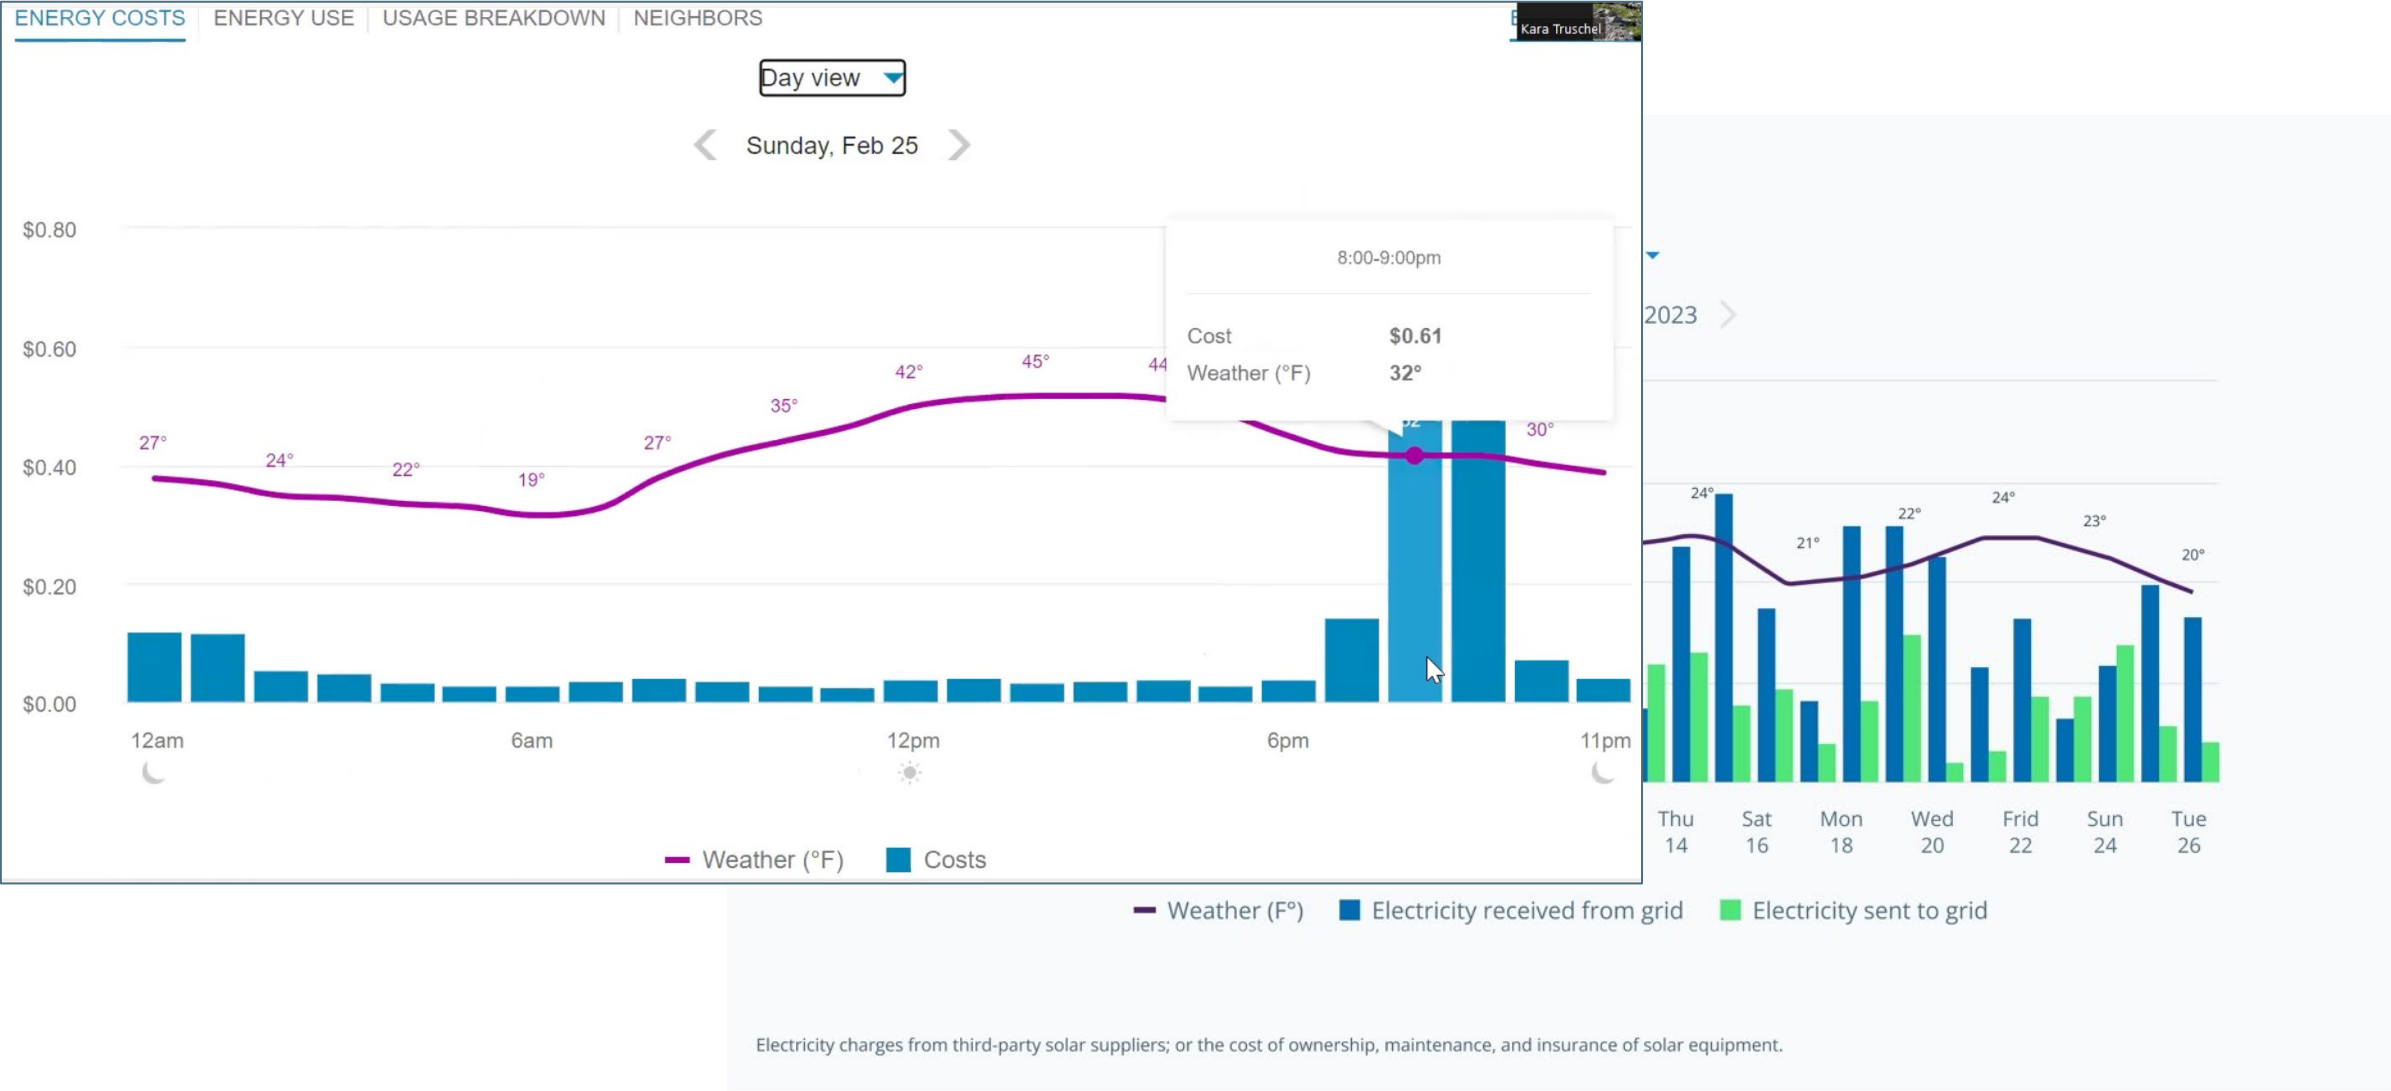 ENERGY COSTS ENERGY USE USAGE BREAKDOWN NEIGHBORS
Kara Truschel
Day view
Sunday, Feb 25
$0.80
$0.60
$0.40
$0.20
$0.00
8:00-9:00pm
Cost $0.61
Weather (°F) 32°
27° 24° 22° 19° 27° 35° 42° 45° 44 30°
12am 6am 12pm 6pm 11pm
Weather (°F) Costs
2023
24° 21° 22° 24° 23° 20°
Thu Sat Mon Wed Frid Sun Tue
14 16 18 20 22 24 26
Weather (F°) Electricity received from grid Electricity sent to grid
Electricity charges from third-party solar suppliers; or the cost of ownership, maintenance, and insurance of solar equipment.